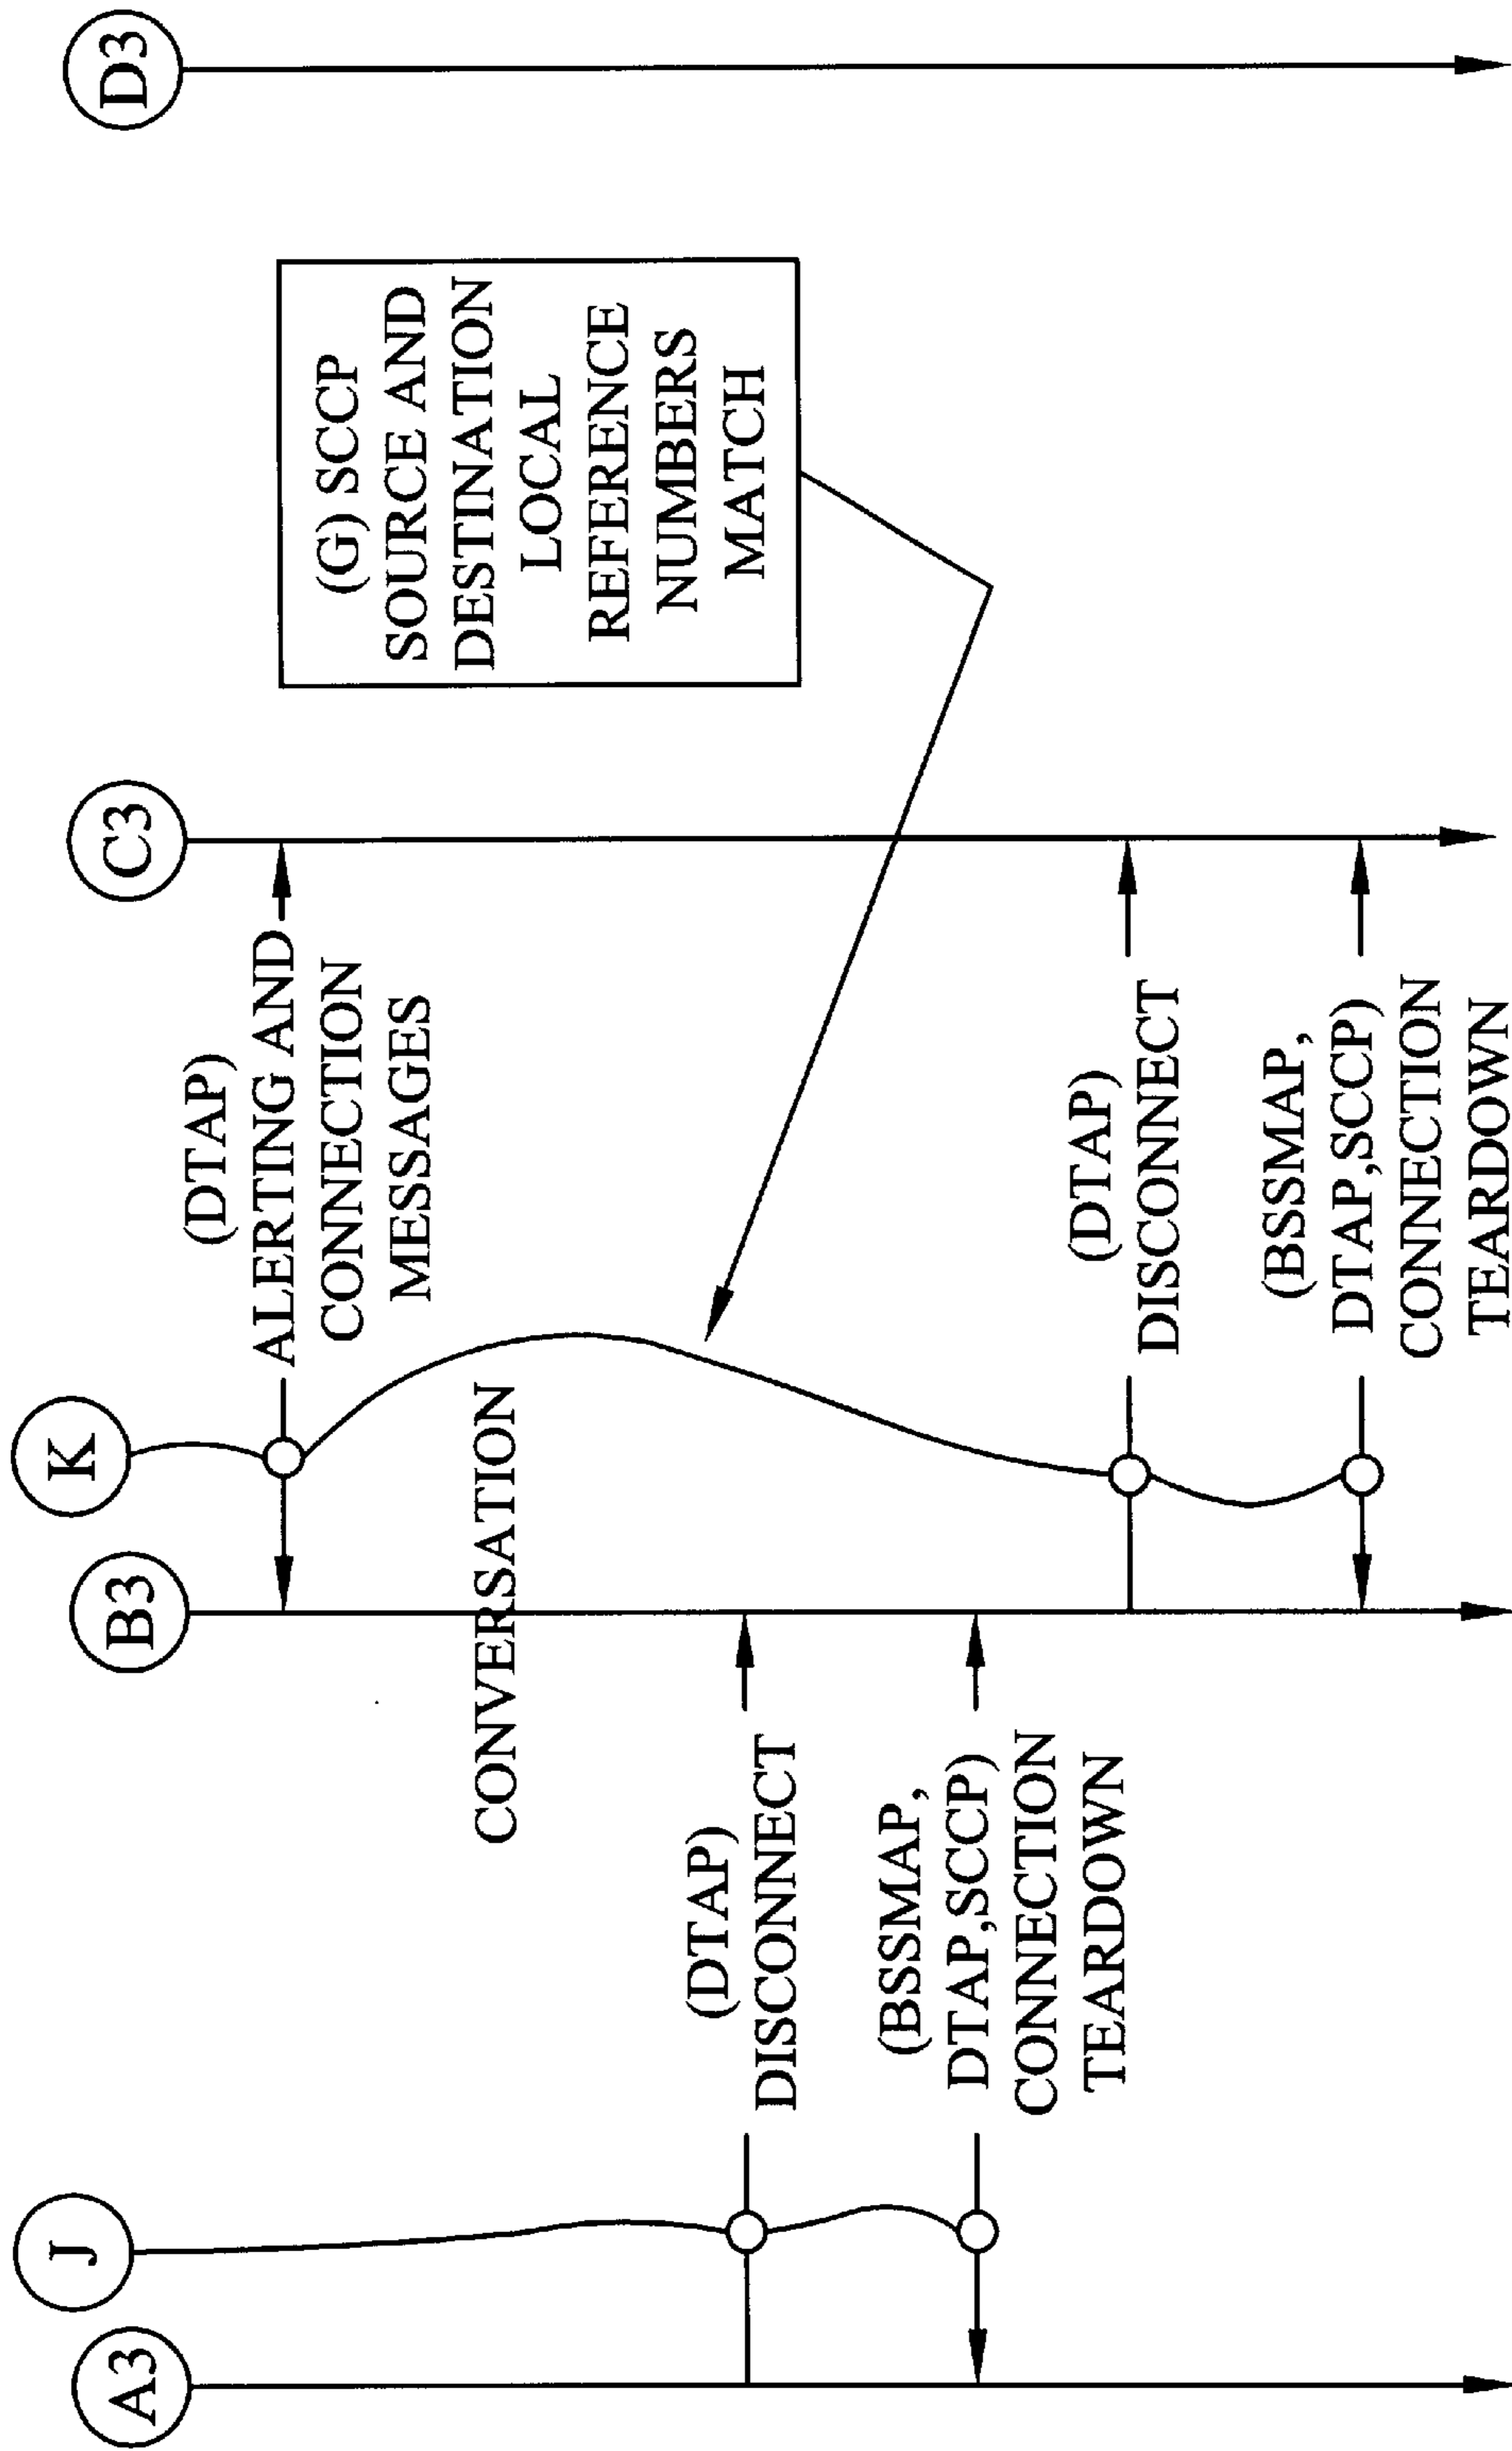 A3
J
B3
K
C3
D3
(DTAP)
ALERTING AND
CONNECTION
MESSAGES
(G) SCCP
SOURCE AND
DESTINATION
LOCAL
REFERENCE
NUMBERS
MATCH
CONVERSATION
(DTAP)
DISCONNECT
(BSSMAP,
DTAP,SCCP)
CONNECTION
TEARDOWN
(DTAP)
DISCONNECT
(BSSMAP,
DTAP,SCCP)
CONNECTION
TEARDOWN